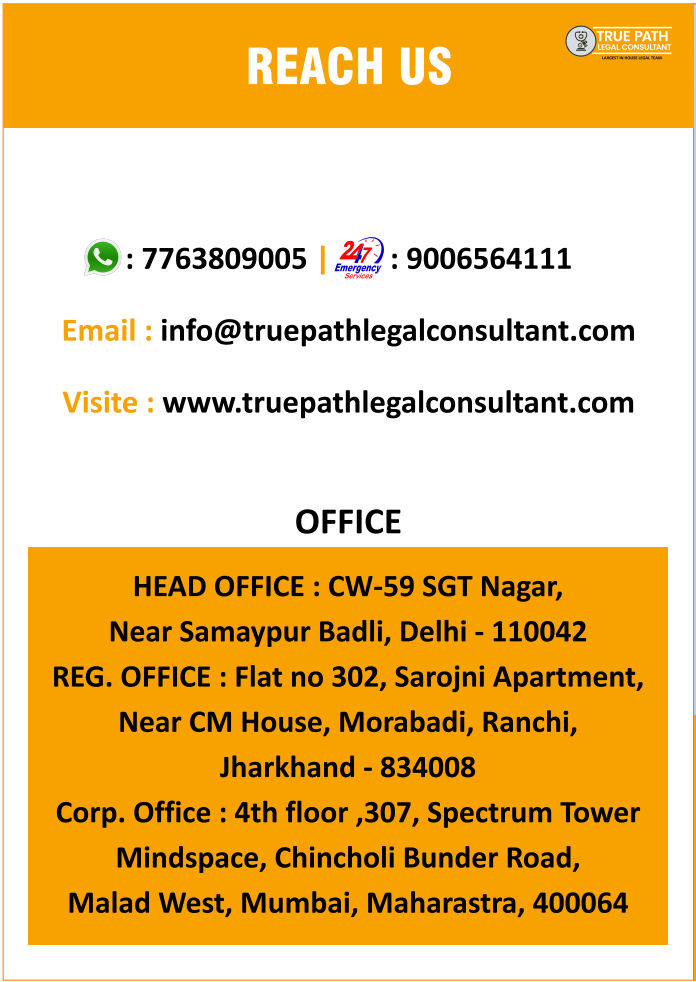 TRUE PATH
LEGAL CONSULTANT
LARGEST IN HOUSE LEGAL TEAM
REACH US
: 7763809005 | 24*7 Emergency Services : 9006564111
Email : info@truepathlegalconsultant.com
Visite : www.truepathlegalconsultant.com
OFFICE
HEAD OFFICE : CW-59 SGT Nagar,
Near Samaypur Badli, Delhi - 110042
REG. OFFICE : Flat no 302, Sarojni Apartment,
Near CM House, Morabadi, Ranchi,
Jharkhand - 834008
Corp. Office : 4th floor ,307, Spectrum Tower
Mindspace, Chincholi Bunder Road,
Malad West, Mumbai, Maharastra, 400064